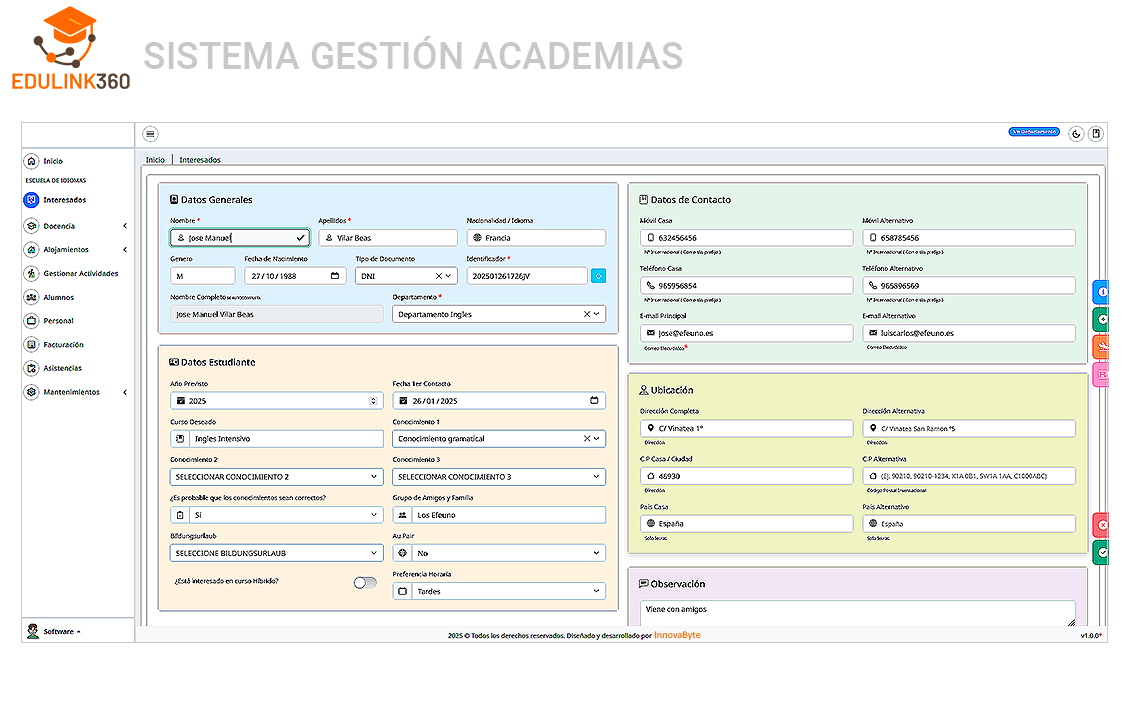 EDULINK360
SISTEMA GESTIÓN ACADEMIAS
Ver Departamento
Inicio
ESCUELA DE IDIOMAS
Interesados
Docencia
Alojamientos
Gestionar Actividades
Alumnos
Personal
Facturación
Asistencias
Mantenimientos
Software
Inicio | Interesados
Datos Generales
Nombre * Apellidos * Nacionalidad / Idioma
Jose Manuel Vilar Beas Francia
Genero Fecha de Nacimiento Tipo de Documento Identificador *
M 27/10/1988 DNI 202501261726JV
Nombre Completo SE AUTOCOMPLETA Departamento *
Jose Manuel Vilar Beas Departamento Ingles
Datos Estudiante
Año Previsto Fecha 1er Contacto
2025 26/01/2025
Curso Deseado Conocimiento 1
Ingles Intensivo Conocimiento gramatical
Conocimiento 2 Conocimiento 3
SELECCIONAR CONOCIMIENTO 2 SELECCIONAR CONOCIMIENTO 3
¿Es probable que los conocimientos sean correctos? Grupo de Amigos y Familia
Sí Los Efeuno
Bildungsurlaub Au Pair
SELECCIONE BILDUNGSURLAUB No
¿Está interesado en curso Híbrido? Preferencia Horaria
Tardes
Datos de Contacto
Móvil Casa Móvil Alternativo
632456456 658785456
Nº Internacional ( Con o sin prefijo ) Nº Internacional ( Con o sin prefijo )
Teléfono Casa Teléfono Alternativo
965956854 965896569
Nº Internacional ( Con o sin prefijo ) Nº Internacional ( Con o sin prefijo )
E-mail Principal E-mail Alternativo
jose@efeuno.es luiscarlos@efeuno.es
Correo Electrónico* Correo Electrónico
Ubicación
Dirección Completa Dirección Alternativa
C/ Vinatea 1º C/ Vinatea San Ramon º5
Dirección Dirección
C.P Casa / Ciudad C.P Alternativa
46930 (Ej. 90210, 90210-1234, K1A 0B1, SW1A 1AA, C1000ABC)
Dirección Código Postal Internacional
País Casa País Alternativo
España España
Solo letras Solo letras
Observación
Viene con amigos
2025 © Todos los derechos reservados. Diseñado y desarrollado por InnovaByte
v1.0.0*